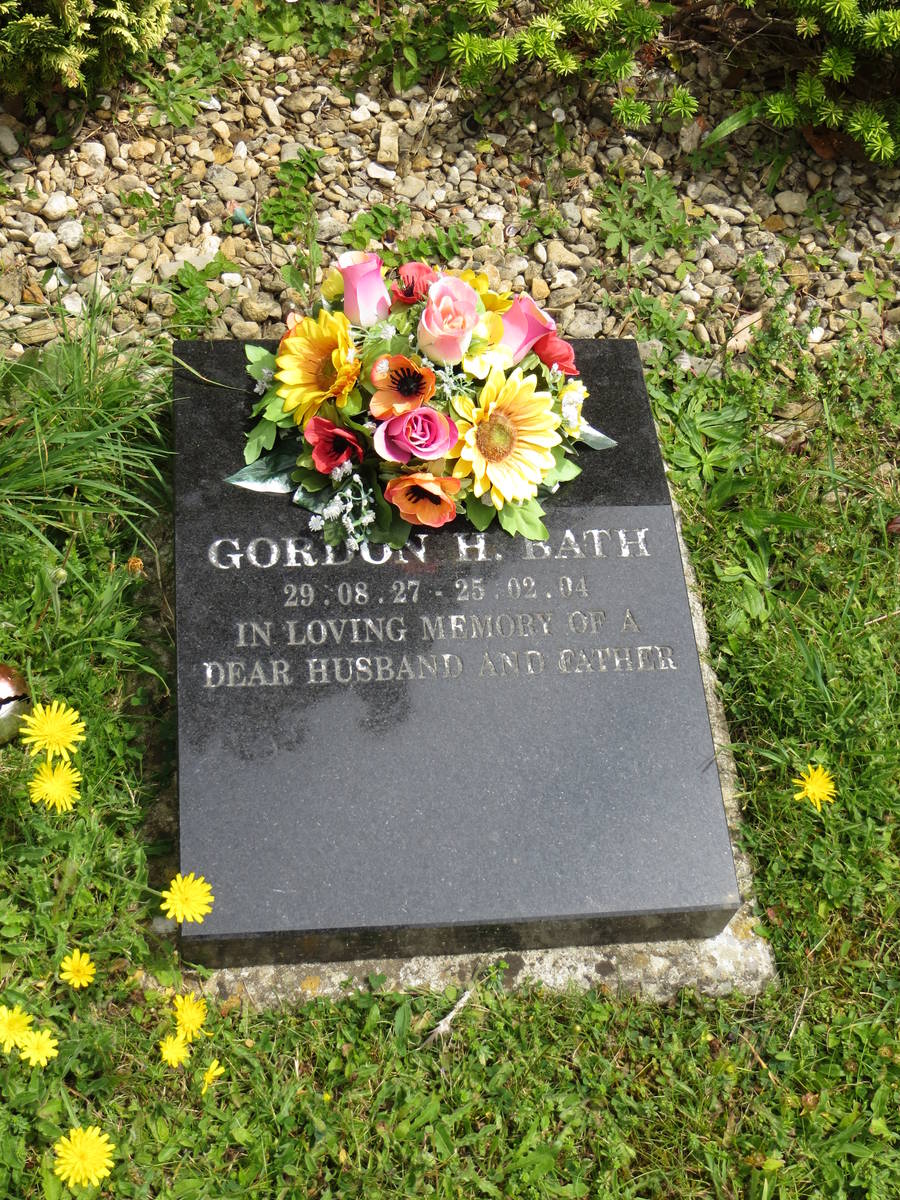 GORDON H. BATH
29.08.27 - 25.02.04
IN LOVING MEMORY OF A
DEAR HUSBAND AND FATHER